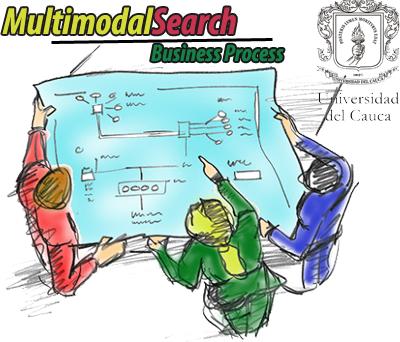 MultimodalSearch
Business Process
Universidad
del Cauca